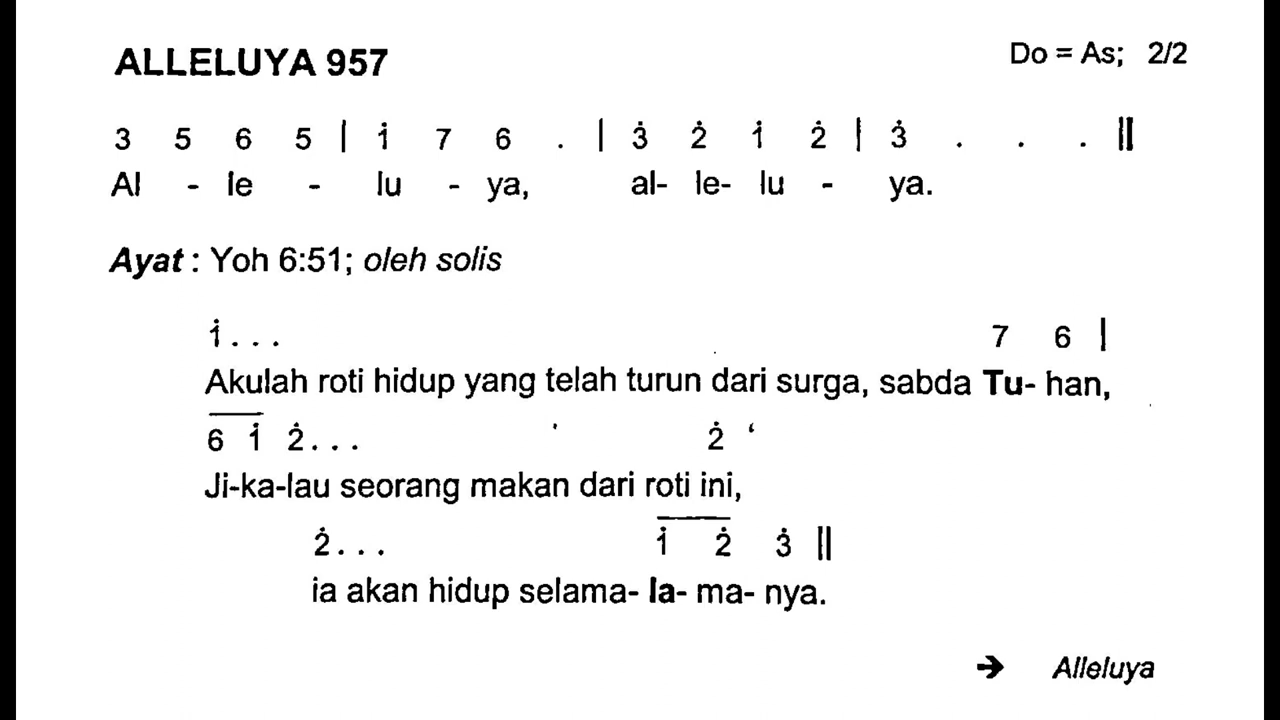 ALLELUYA 957 Do = As; 2/2
3 5 6 5 | 1̇ 7 6 . | 3̇ 2̇ 1̇ 2̇ | 3̇ . . . ||
Al - le - lu - ya, al- le- lu - ya.
Ayat : Yoh 6:51; oleh solis
1̇ . . . 7 6 |
Akulah roti hidup yang telah turun dari surga, sabda Tu- han,
6 1̇ 2̇ . . . 2̇ ‘
Ji-ka-lau seorang makan dari roti ini,
2̇ . . . 1̇ 2̇ 3̇ ||
ia akan hidup selama- la- ma- nya.
→ Alleluya